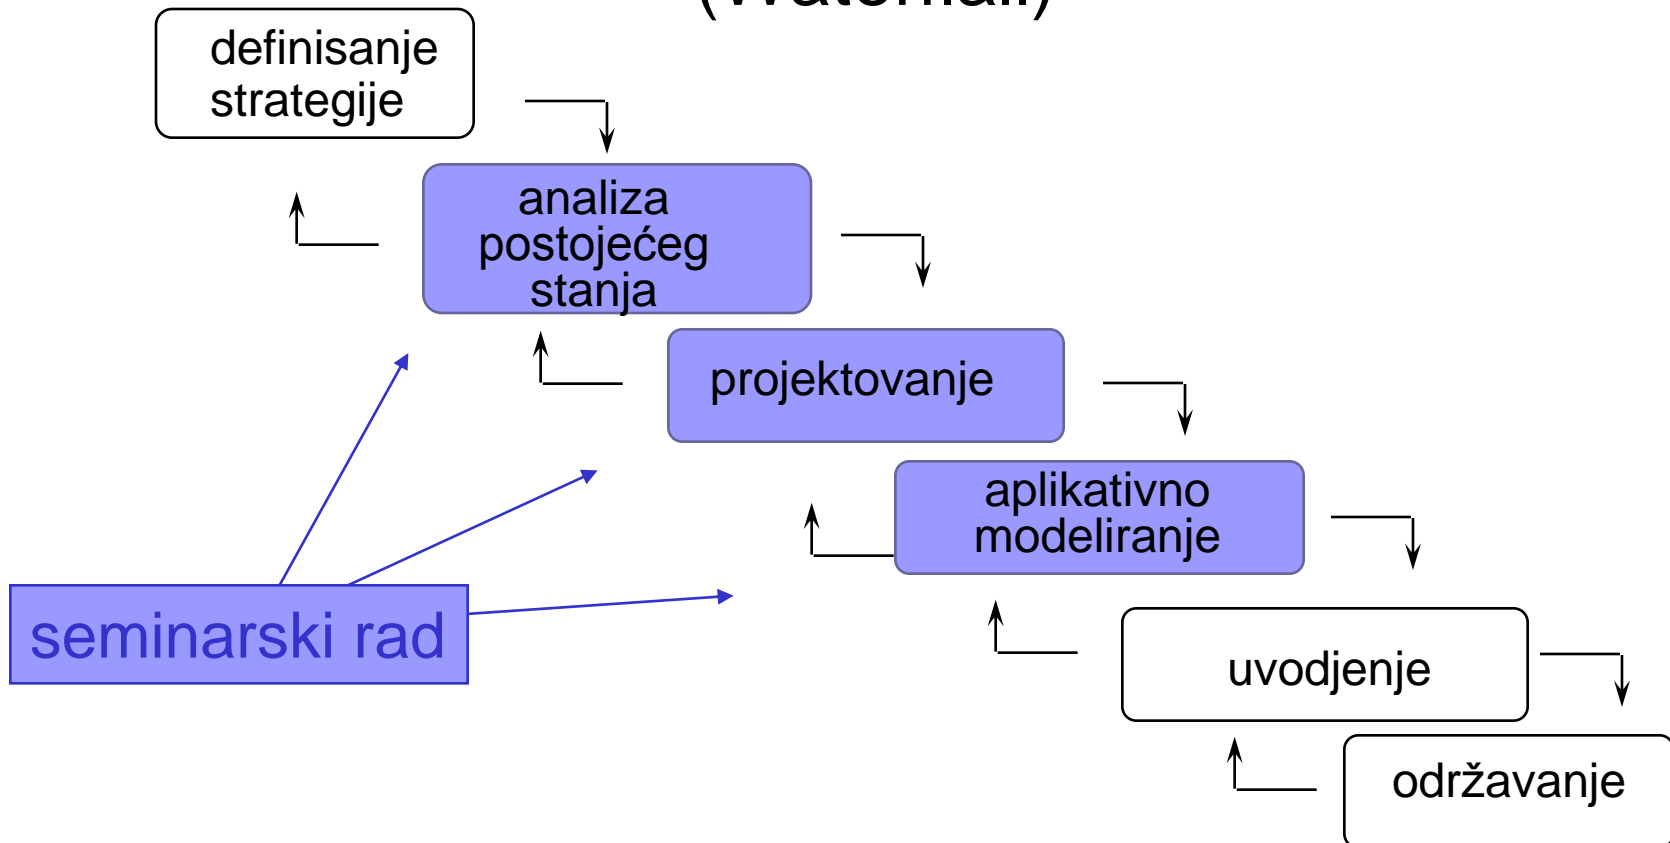 definisanje
strategije
analiza
postojećeg
stanja
projektovanje
aplikativno
modeliranje
seminarski rad
uvodjenje
održavanje